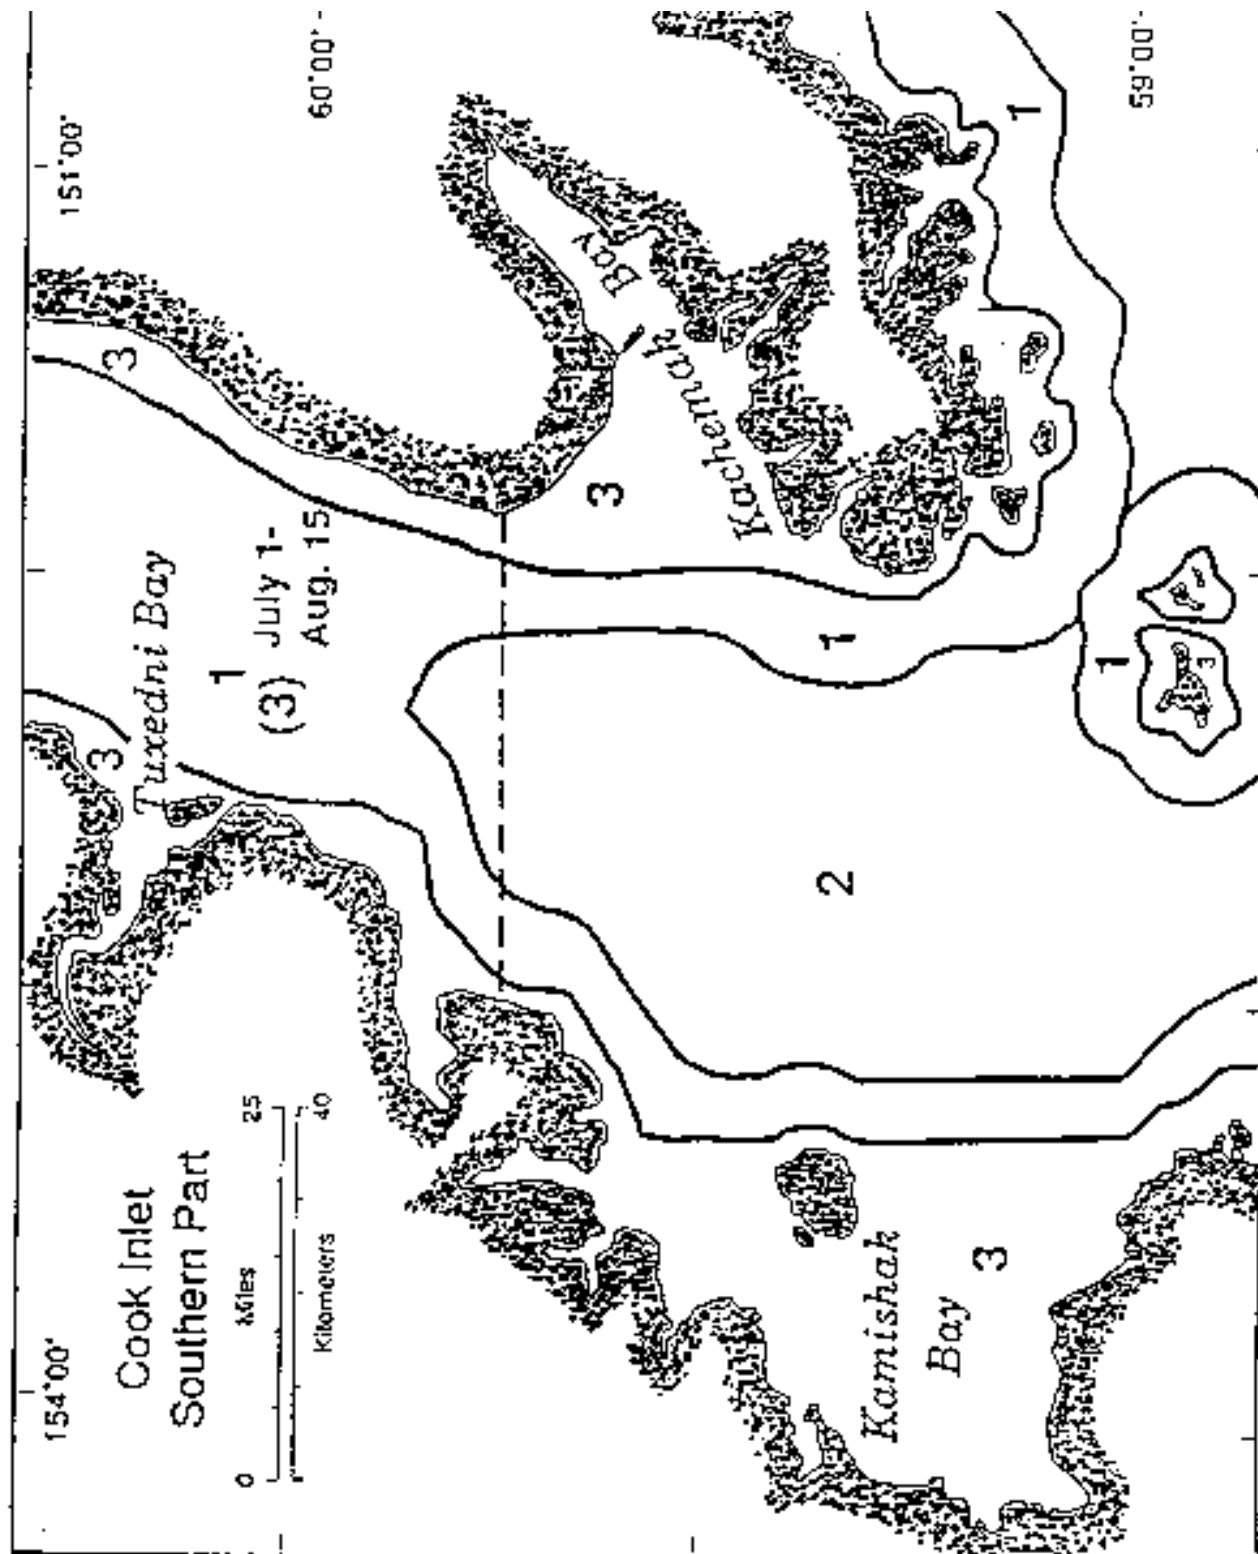 154°00'
151°00'
Cook Inlet
Southern Part
Miles
0 25
Kilometers
40
3
3
Tuxedni Bay
1
(3) July 1-
Aug. 15
60°00'
3
Kachemak
Bay
2
1
Kamishak
Bay
3
1
1
3
59°00'